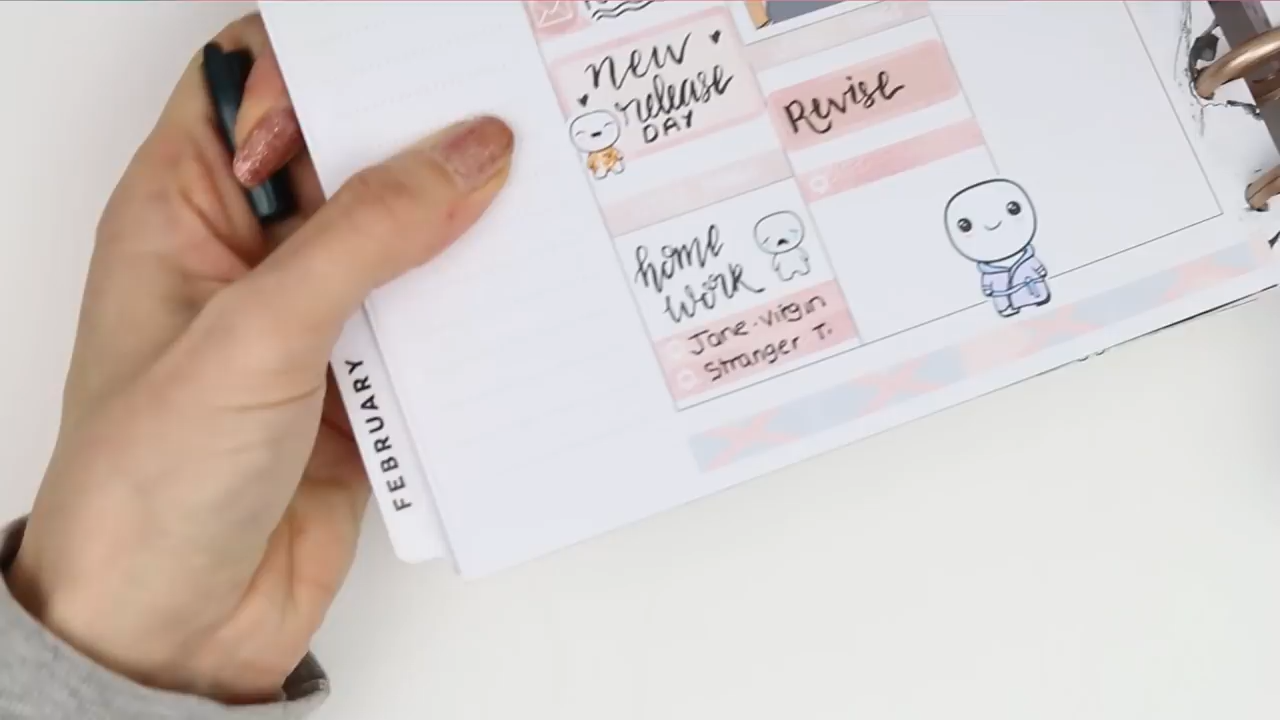 new
release
DAY
Revise
home
work
Jane-Virgin
Stranger T.
FEBRUARY